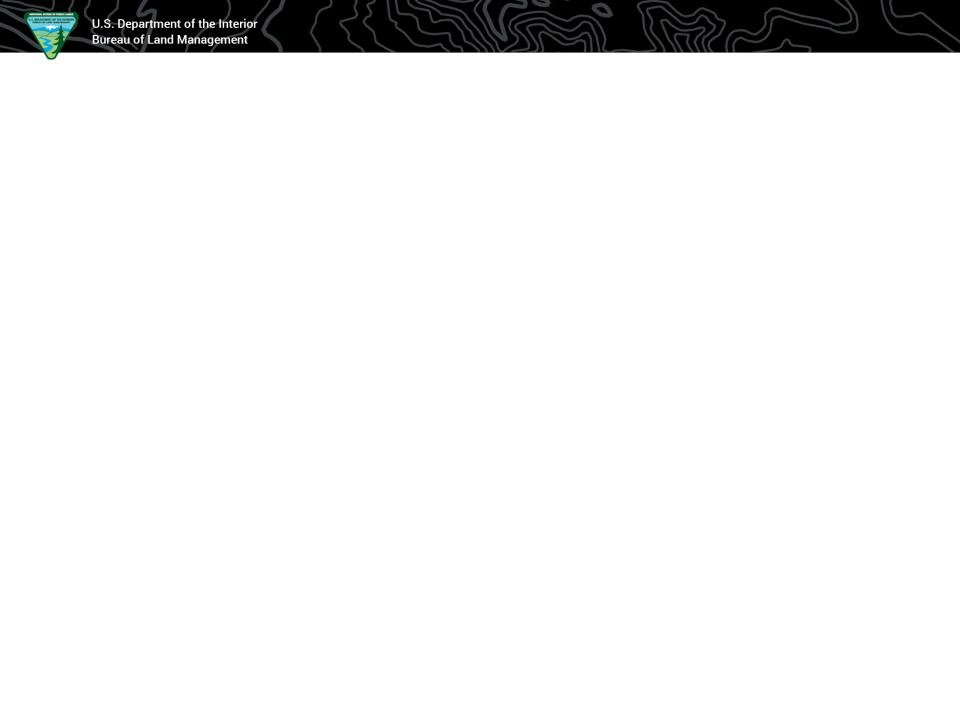 U.S. Department of the Interior
Bureau of Land Management